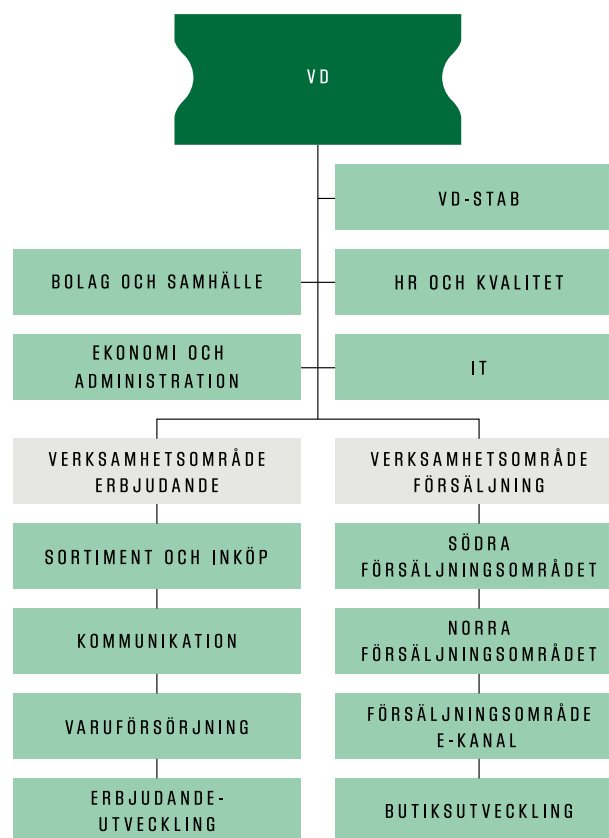 VD
VD-STAB
BOLAG OCH SAMHÄLLE
HR OCH KVALITET
EKONOMI OCH
ADMINISTRATION
IT
VERKSAMHETSOMRÅDE
ERBJUDANDE
VERKSAMHETSOMRÅDE
FÖRSÄLJNING
SORTIMENT OCH INKÖP
SÖDRA
FÖRSÄLJNINGSOMRÅDET
KOMMUNIKATION
NORRA
FÖRSÄLJNINGSOMRÅDET
VARUFÖRSÖRJNING
FÖRSÄLJNINGSOMRÅDE
E-KANAL
ERBJUDANDE-
UTVECKLING
BUTIKSUTVECKLING